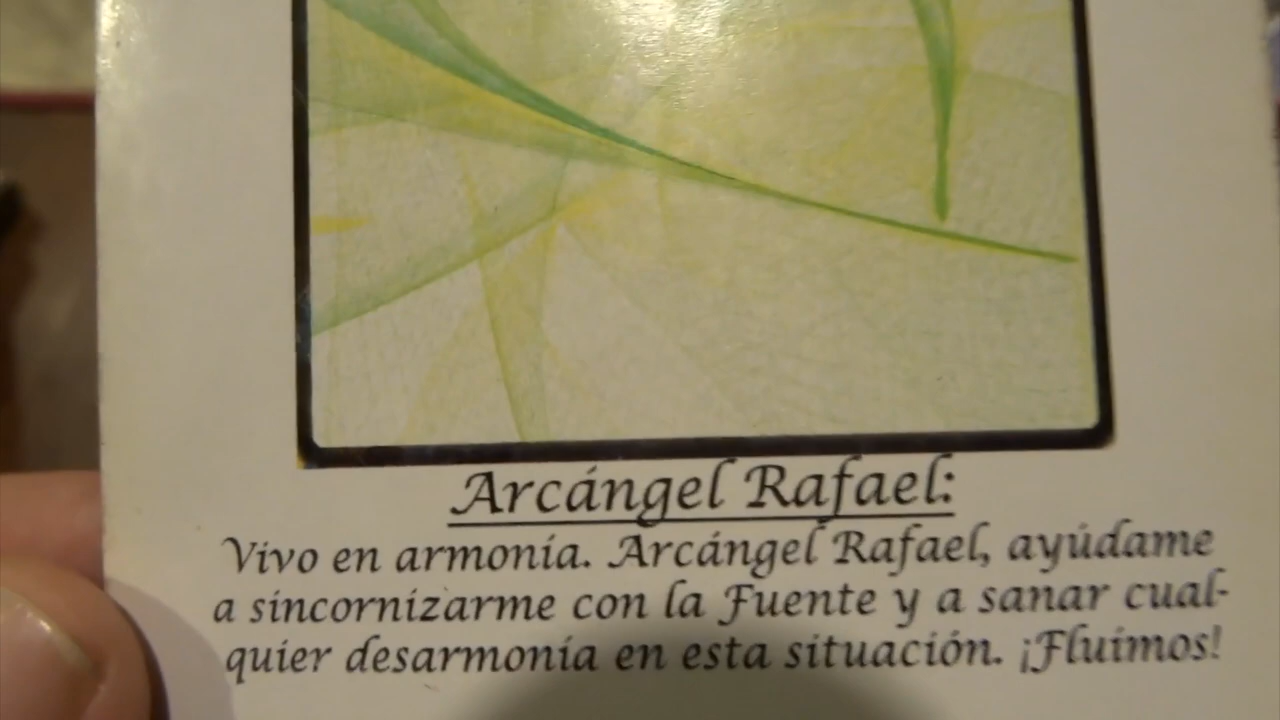 Arcángel Rafael:
Vivo en armonía. Arcángel Rafael, ayúdame
a sincornizarme con la Fuente y a sanar cual-
quier desarmonía en esta situación. ¡Fluimos!